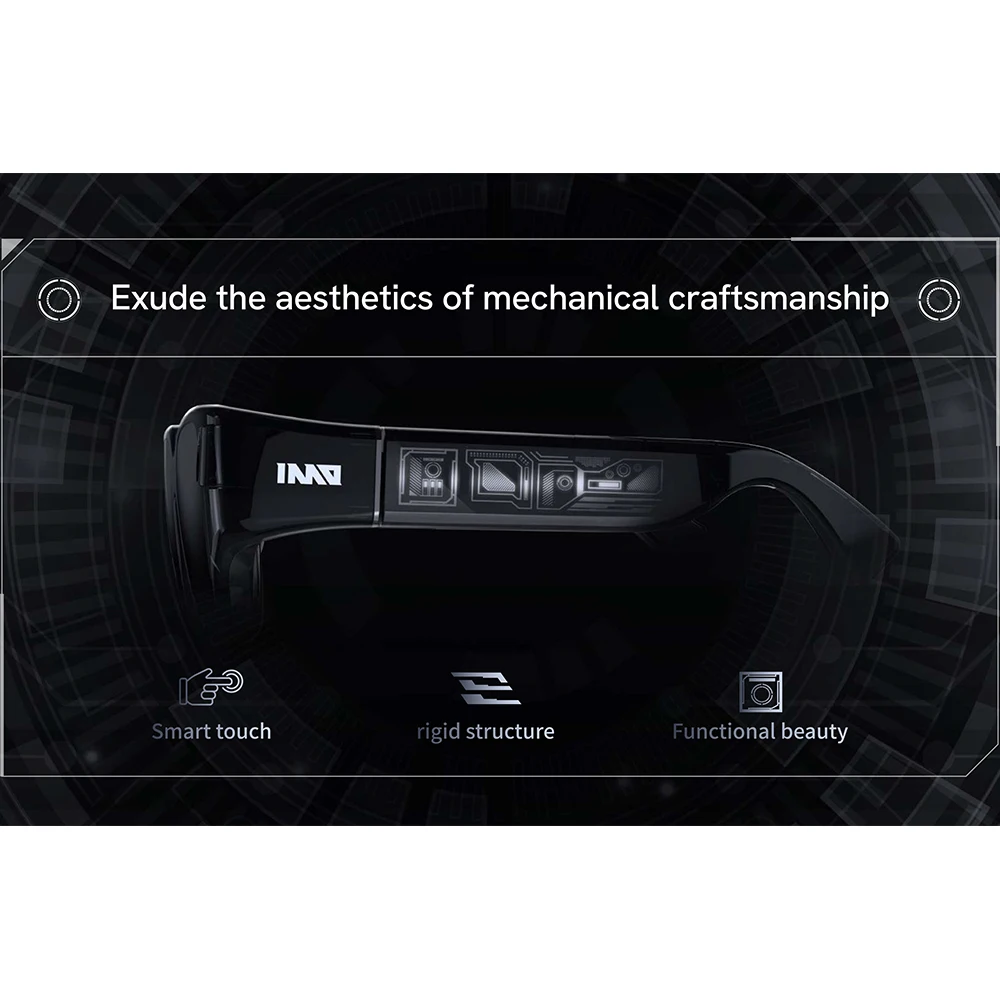 Exude the aesthetics of mechanical craftsmanship
INMO
Smart touch
rigid structure
Functional beauty